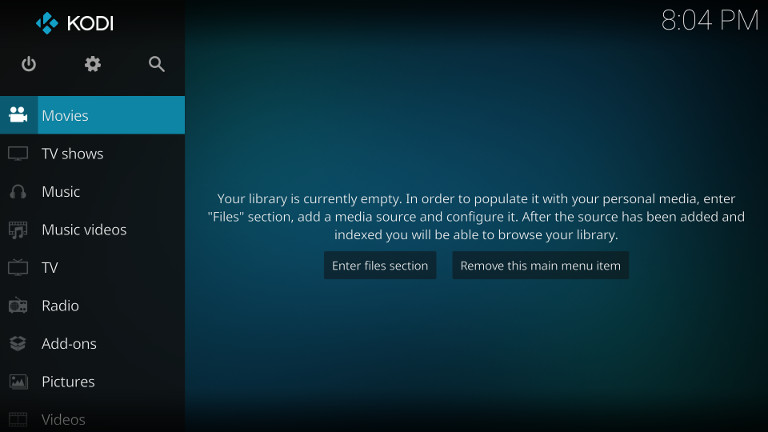 KODI
8:04 PM
Movies
TV shows
Music
Music videos
TV
Radio
Add-ons
Pictures
Videos
Your library is currently empty. In order to populate it with your personal media, enter
"Files" section, add a media source and configure it. After the source has been added and
indexed you will be able to browse your library.
Enter files section
Remove this main menu item